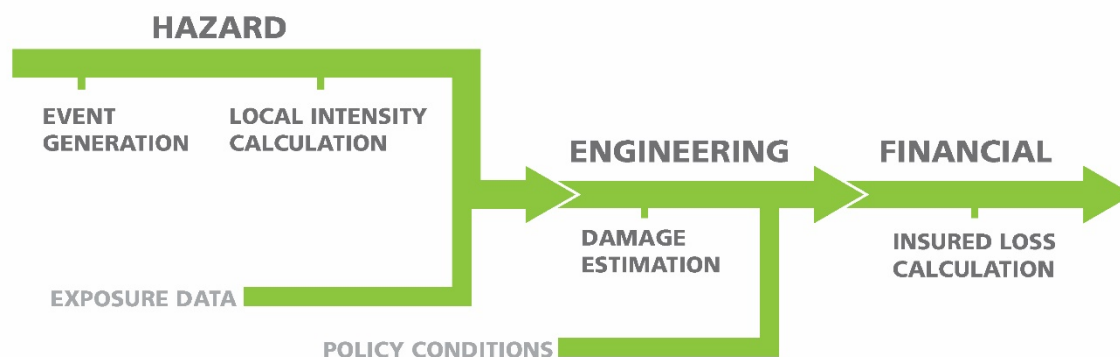 HAZARD
EVENT
GENERATION
LOCAL INTENSITY
CALCULATION
ENGINEERING
FINANCIAL
DAMAGE
ESTIMATION
INSURED LOSS
CALCULATION
EXPOSURE DATA
POLICY CONDITIONS